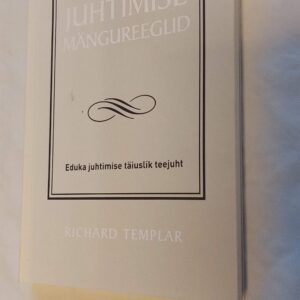 JUHTIMISE
MÄNGUREEGLID
Eduka juhtimise täiuslik teejuht
RICHARD TEMPLAR